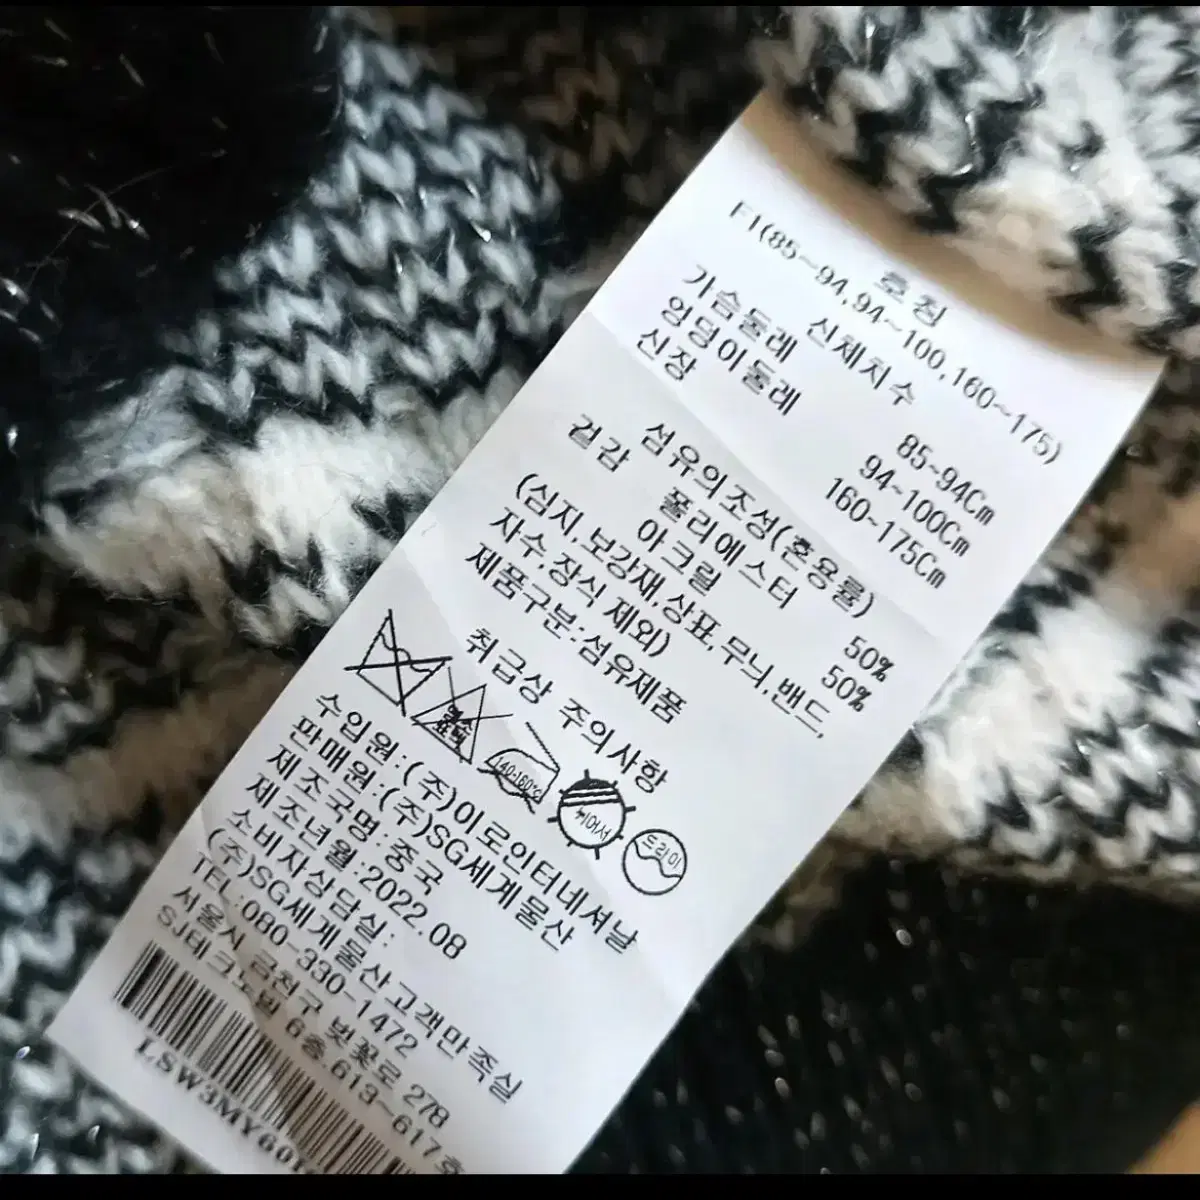 호칭
F1(85~94,94~100,160~175)
신체치수
가슴둘레 85~94Cm
엉덩이둘레 94~100Cm
신장 160~175Cm
섬유의조성(혼용률)
겉감 폴리에스터 50%
아크릴 50%
(심지,보강재,상표,무늬,밴드,
자수,장식 제외)
제품구분:섬유제품
취급상 주의사항
염소표백
140~160℃
뉘어서
드라이
수입원:(주)이로인터네셔날
판매원:(주)SG세계물산
제조국명:중국
제조년월:2022.08
소비자상담실:
(주)SG세계물산고객만족실
TEL:080-330-1472
서울시 금천구 벚꽃로 278
SJ테크노빌 6층.613~617호